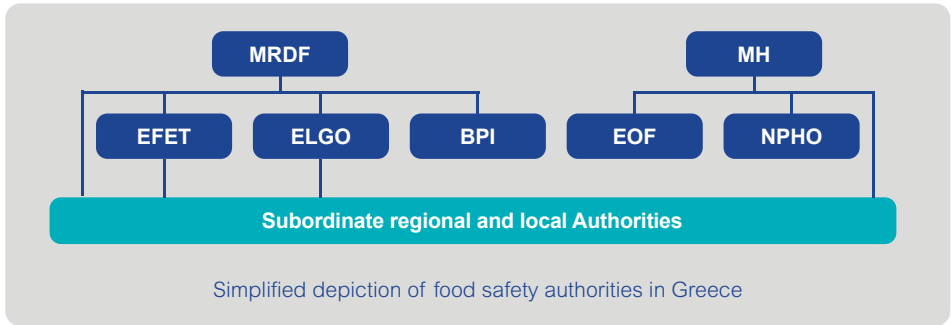 MRDF
MH
EFET
ELGO
BPI
EOF
NPHO
Subordinate regional and local Authorities
Simplified depiction of food safety authorities in Greece